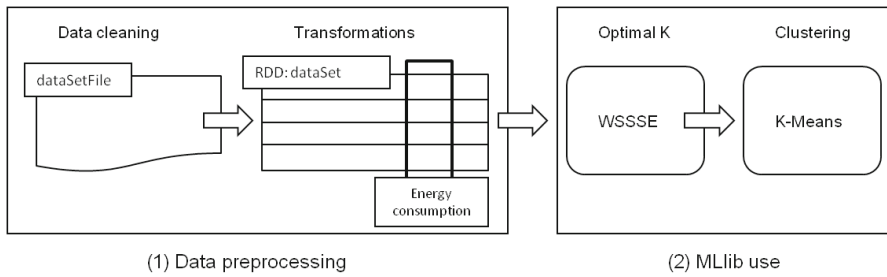 Data cleaning
Transformations
dataSetFile
RDD: dataSet
Energy
consumption
(1) Data preprocessing
Optimal K
Clustering
WSSSE
K-Means
(2) MLlib use